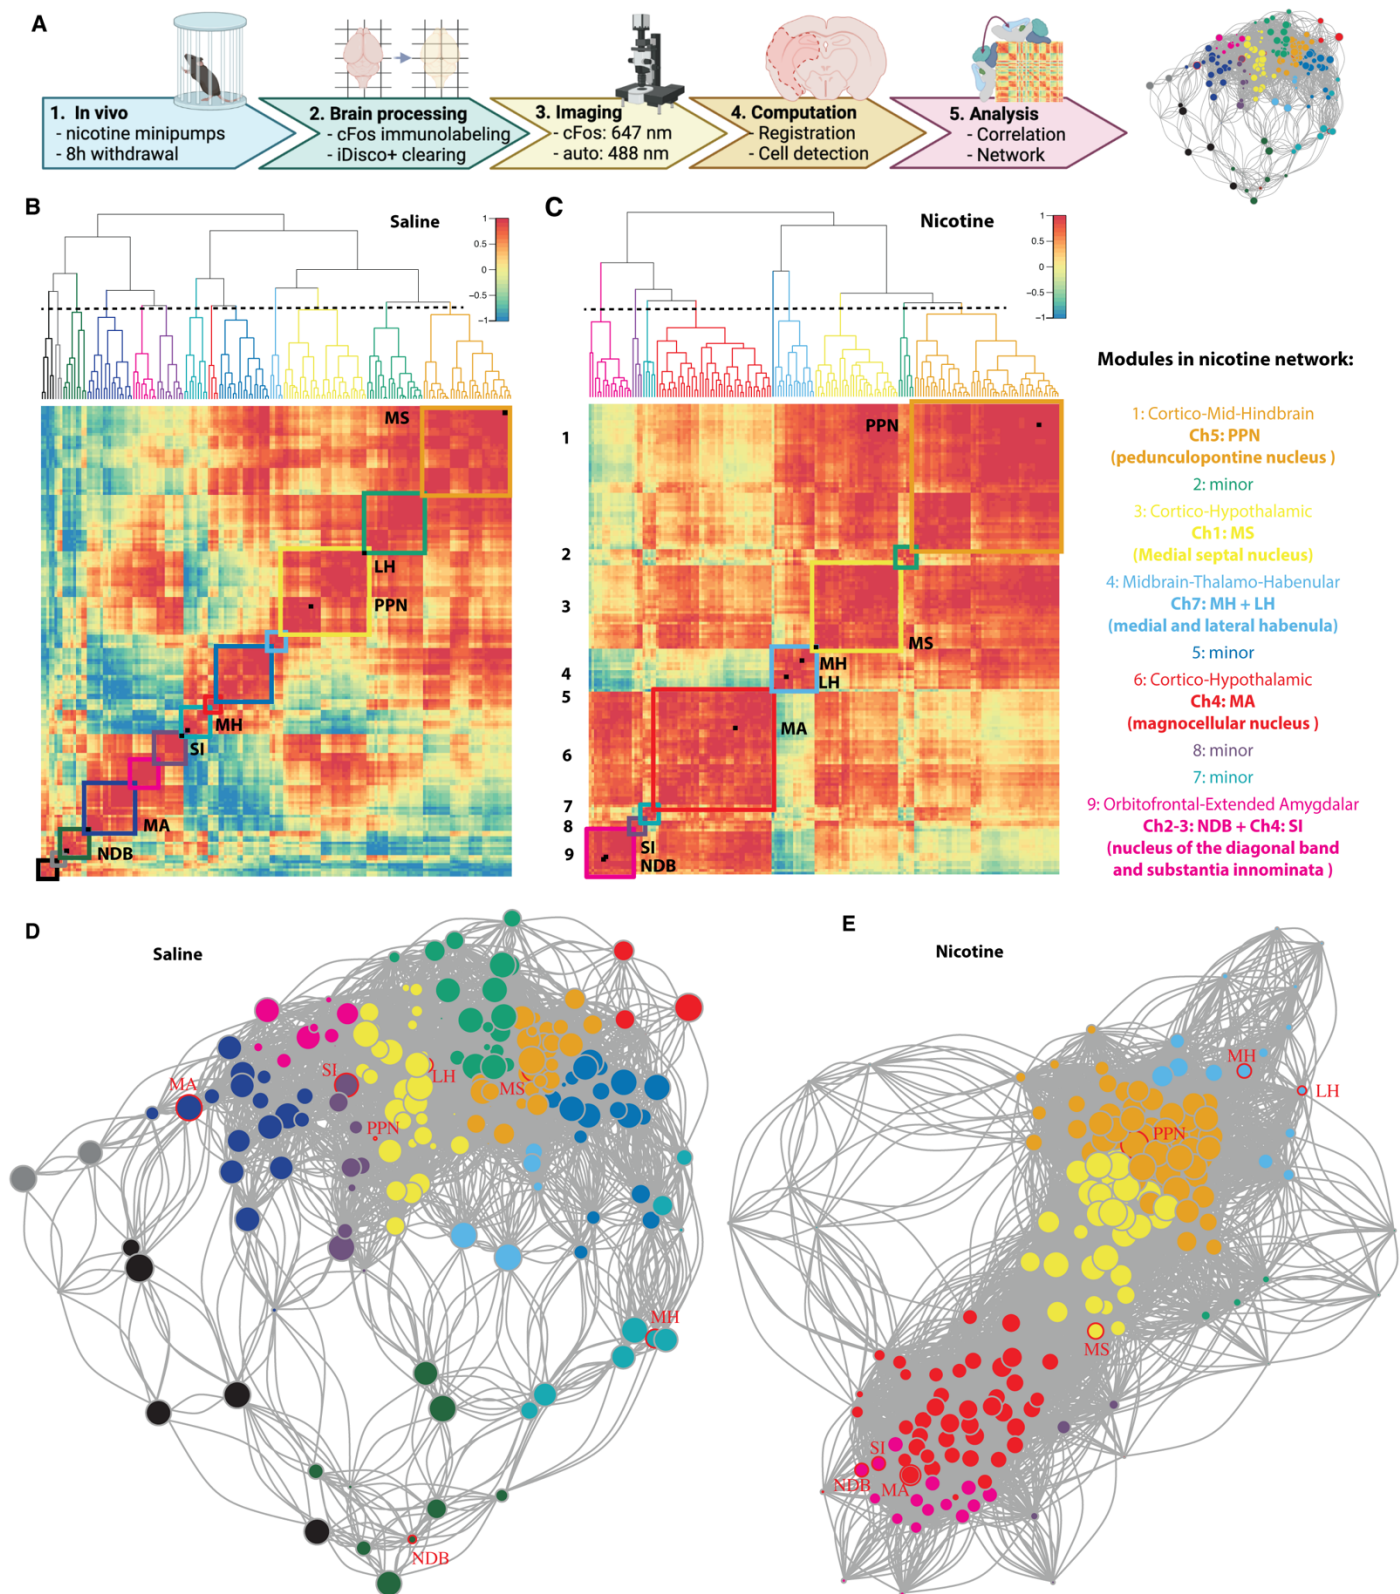 A
1. In vivo
- nicotine minipumps
- 8h withdrawal
2. Brain processing
- cFos immunolabeling
- iDisco+ clearing
3. Imaging
- cFos: 647 nm
- auto: 488 nm
4. Computation
- Registration
- Cell detection
5. Analysis
- Correlation
- Network
B
Saline
1
0.5
0
−0.5
−1
MS
LH
PPN
MH
SI
MA
NDB
C
Nicotine
1
0.5
0
−0.5
−1
1
2
3
4
5
6
7
8
9
PPN
MS
MH
LH
MA
SI
NDB
Modules in nicotine network:
1: Cortico-Mid-Hindbrain
Ch5: PPN
(pedunculopontine nucleus )
2: minor
3: Cortico-Hypothalamic
Ch1: MS
(Medial septal nucleus)
4: Midbrain-Thalamo-Habenular
Ch7: MH + LH
(medial and lateral habenula)
5: minor
6: Cortico-Hypothalamic
Ch4: MA
(magnocellular nucleus )
8: minor
7: minor
9: Orbitofrontal-Extended Amygdalar
Ch2-3: NDB + Ch4: SI
(nucleus of the diagonal band
and substantia innominata )
D
Saline
MA
SI
LH
MS
PPN
MH
NDB
E
Nicotine
MH
LH
PPN
MS
SI
NDB
MA